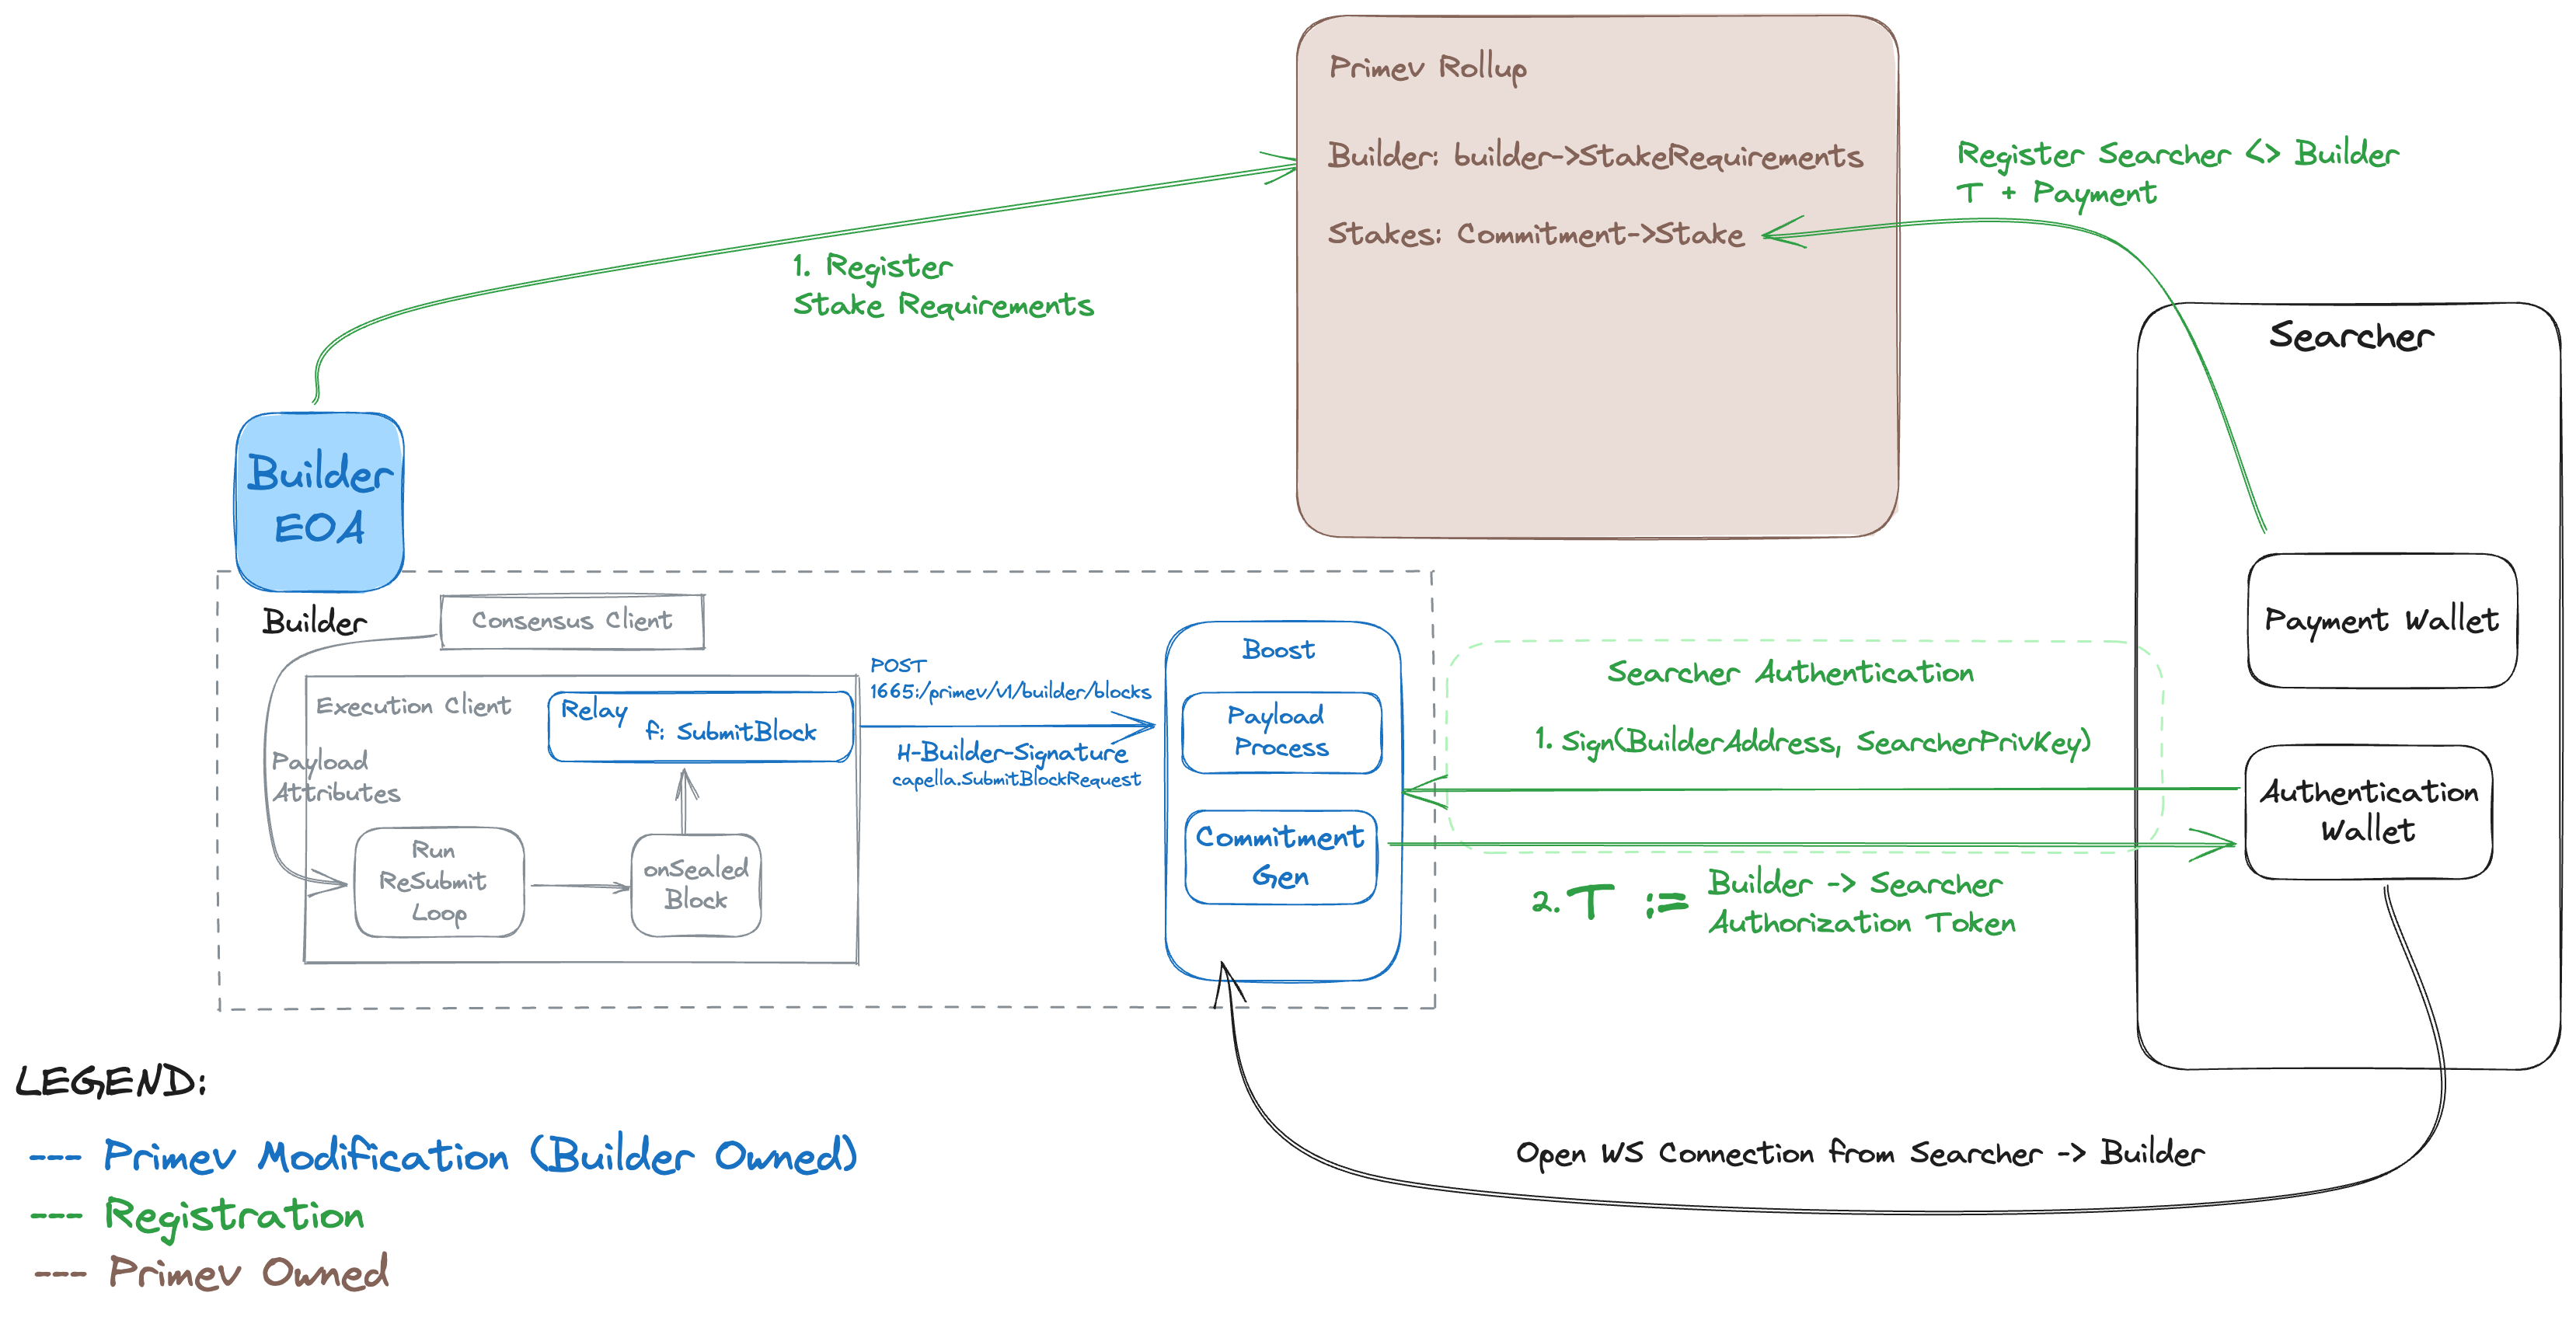 Primev Rollup
Builder: builder->StakeRequirements
Stakes: Commitment->Stake
Register Searcher <> Builder
T + Payment
1. Register
Stake Requirements
Searcher
Builder
EOA
Builder
Consensus Client
Execution Client
Relay
f: SubmitBlock
Payload
Attributes
Run
ReSubmit
Loop
onSealed
Block
POST
1665:/primev/v1/builder/blocks
H-Builder-Signature
capella.SubmitBlockRequest
Boost
Payload
Process
Commitment
Gen
Searcher Authentication
1. Sign(BuilderAddress, SearcherPrivKey)
2. T := Builder -> Searcher
Authorization Token
Payment Wallet
Authentication
Wallet
Open WS Connection from Searcher -> Builder
LEGEND:
--- Primev Modification (Builder Owned)
--- Registration
--- Primev Owned